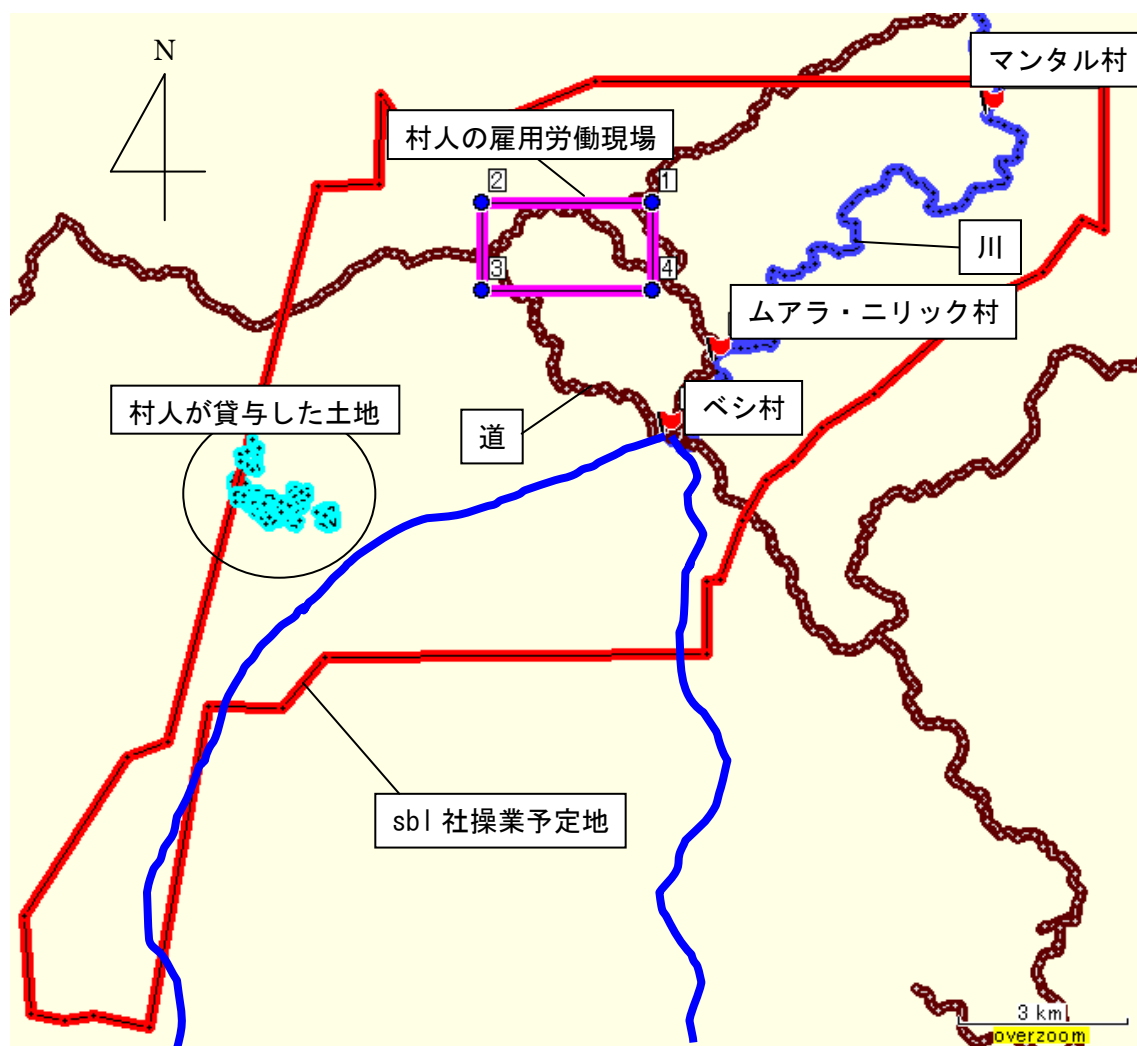 N
マンタル村
村人の雇用労働現場
2
1
川
3
4
ムアラ・ニリック村
村人が貸与した土地
ベシ村
道
sbl 社操業予定地
3 km
overzoom